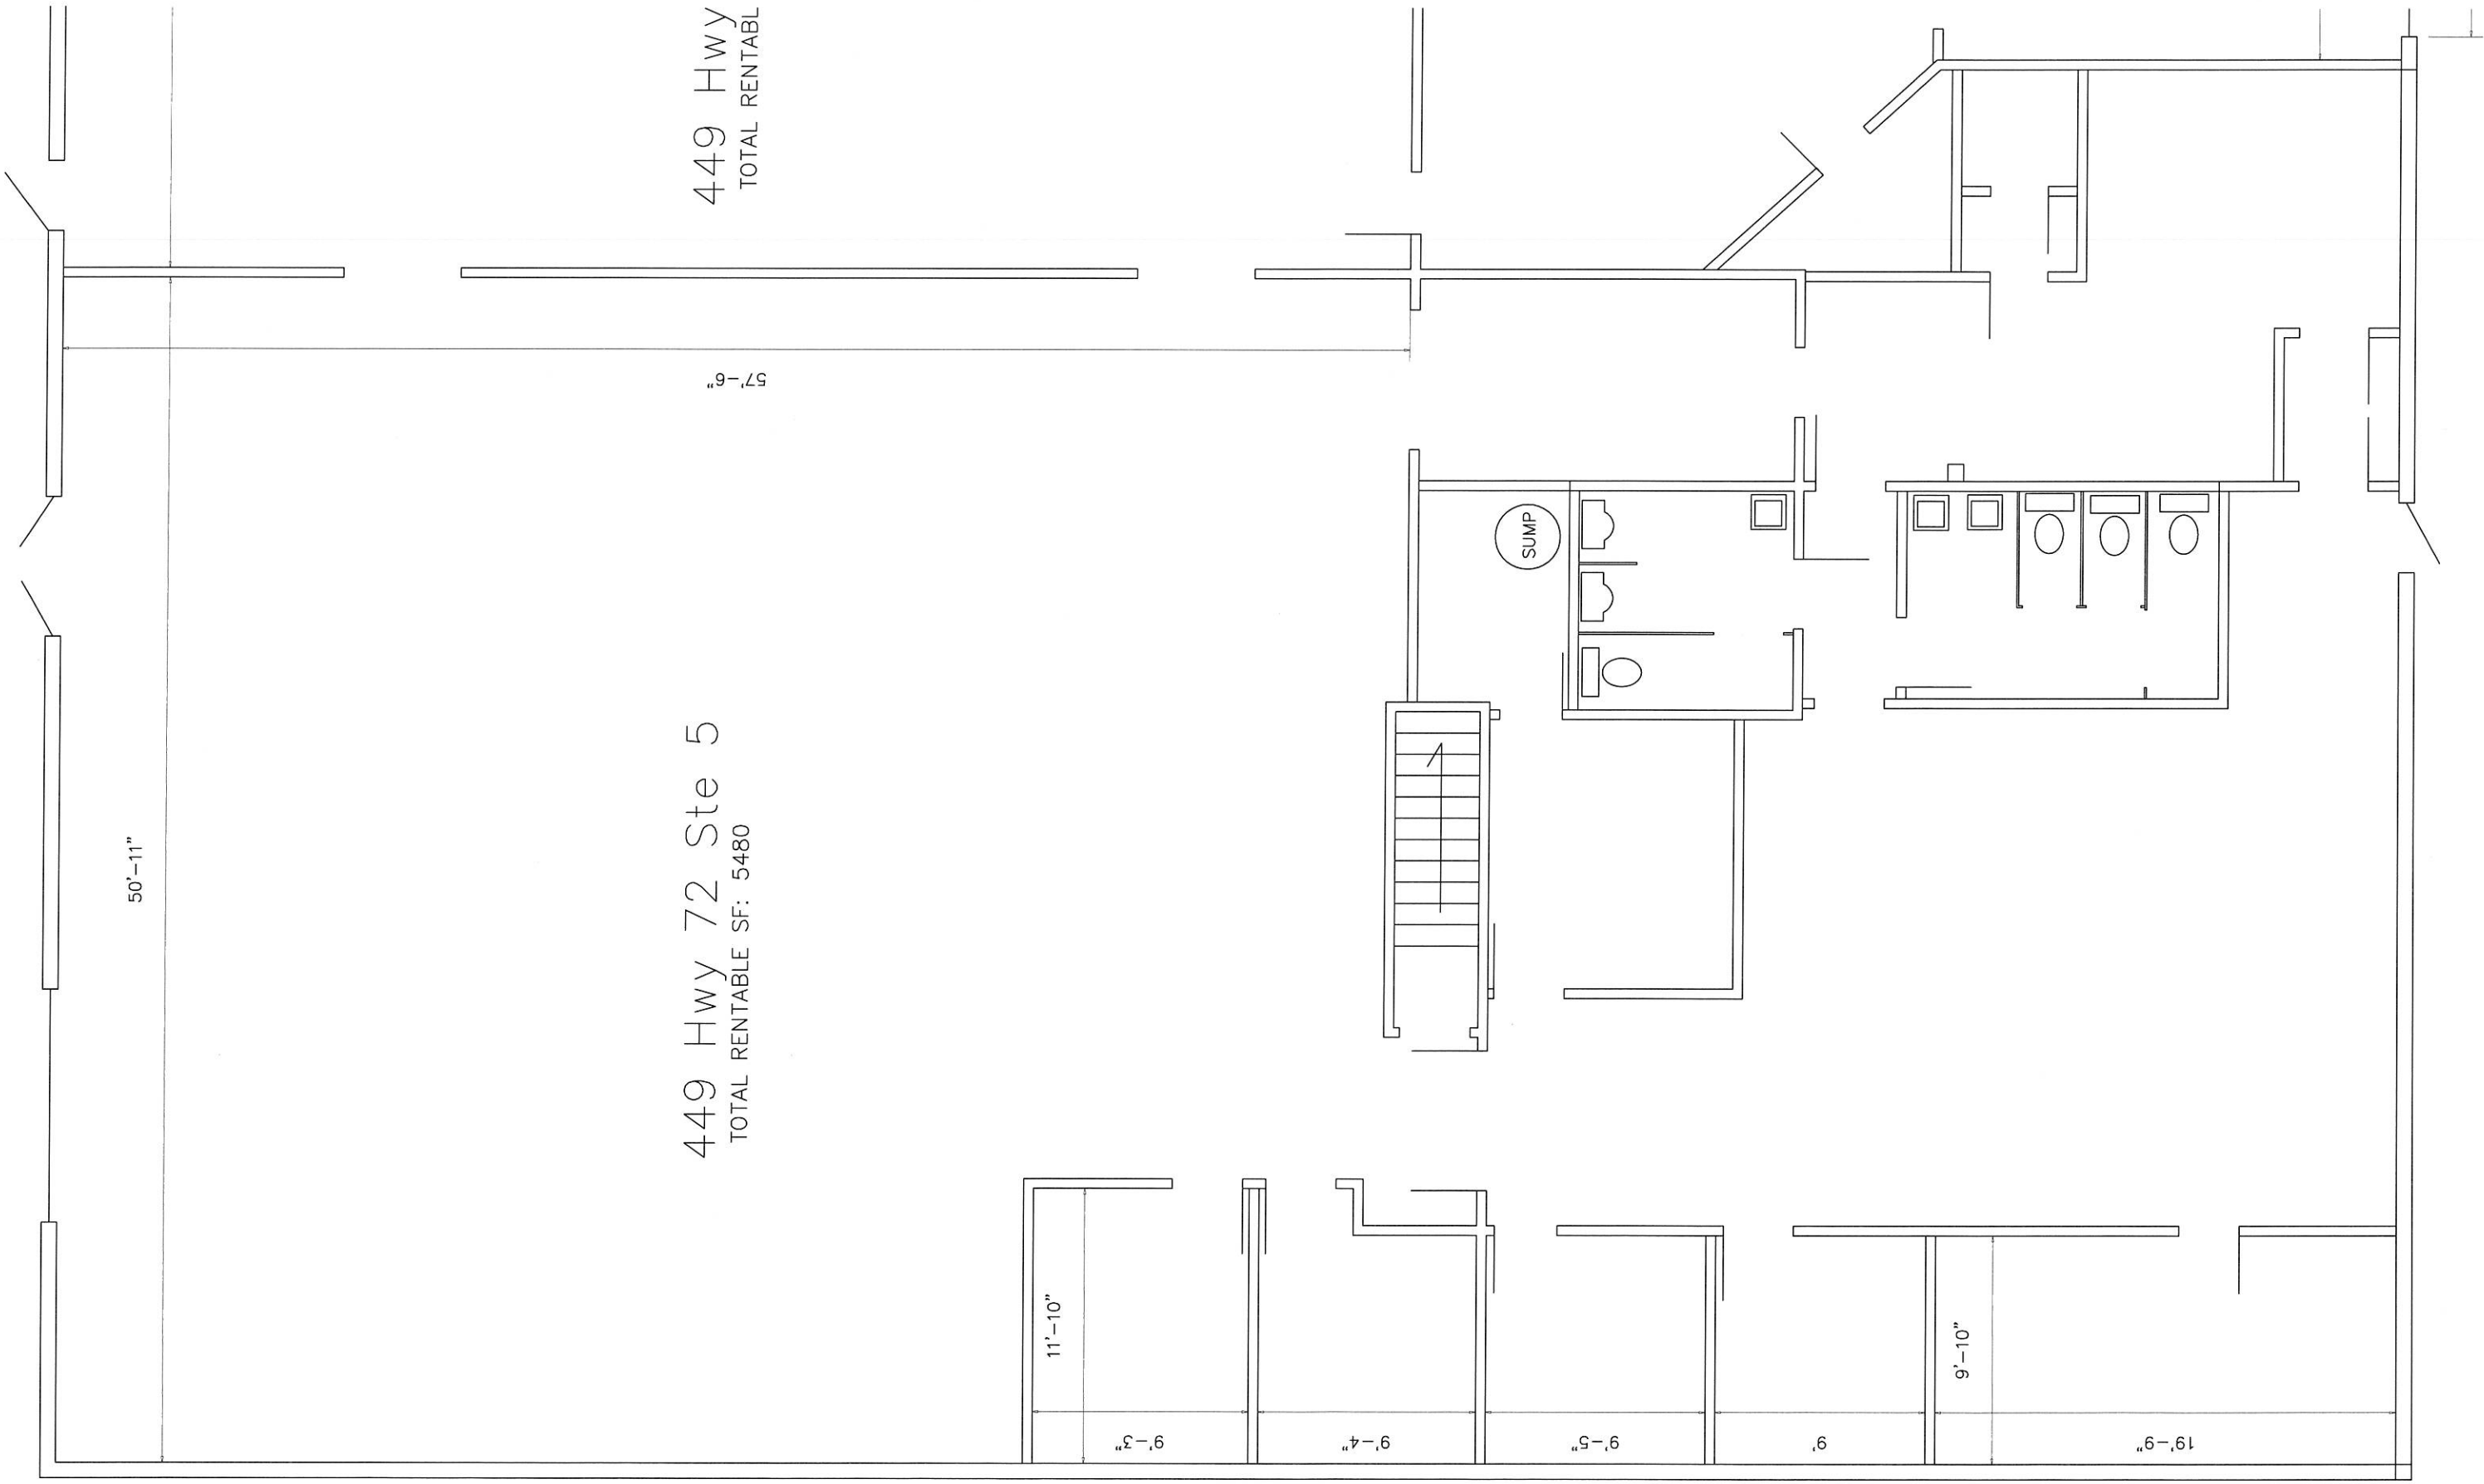 449 Hwy
TOTAL RENTABL
57'-6"
50'-11"
449 Hwy 72 Ste 5
TOTAL RENTABLE SF: 5480
SUMP
11'-10"
9'-10"
9'-3"
9'-4"
9'-5"
9'
19'-9"